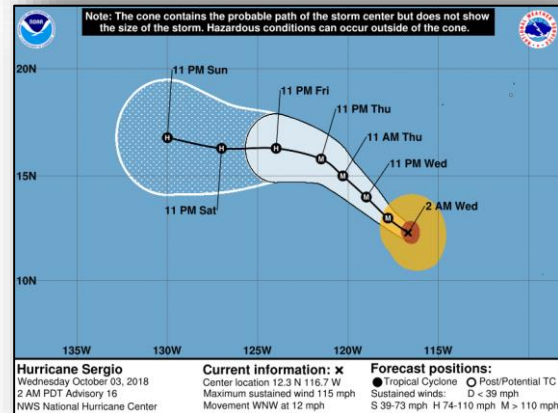 Note: The cone contains the probable path of the storm center but does not show
the size of the storm. Hazardous conditions can occur outside of the cone.
NOAA
20N
11 PM Sun
11 PM Fri
11 PM Thu
11 AM Thu
15N
11 PM Wed
11 PM Sat
2 AM Wed
H
H
H
M
M
M
M
10N
135W
130W
125W
120W
115W
Hurricane Sergio
Wednesday October 03, 2018
2 AM PDT Advisory 16
NWS National Hurricane Center
Current information: ×
Center location 12.3 N 116.7 W
Maximum sustained wind 115 mph
Movement WNW at 12 mph
Forecast positions:
● Tropical Cyclone ○ Post/Potential TC
Sustained winds: D < 39 mph
S 39-73 mph H 74-110 mph M > 110 mph